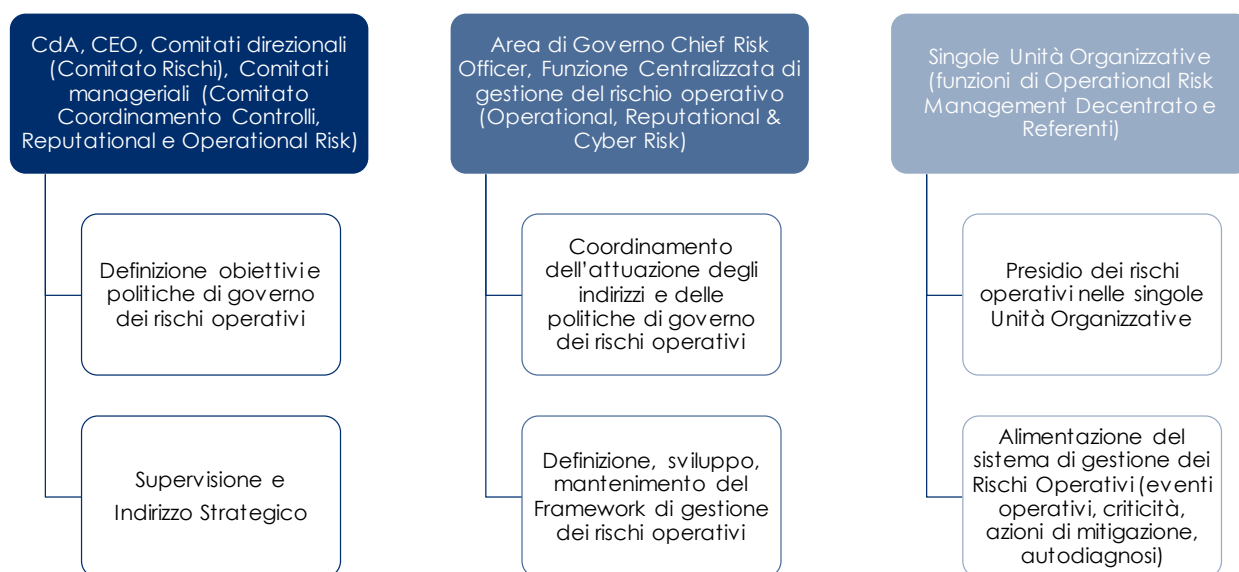 CdA, CEO, Comitati direzionali
(Comitato Rischi), Comitati
manageriali (Comitato
Coordinamento Controlli,
Reputational e Operational Risk)
Definizione obiettivi e
politiche di governo
dei rischi operativi
Supervisione e
Indirizzo Strategico
Area di Governo Chief Risk
Officer, Funzione Centralizzata di
gestione del rischio operativo
(Operational, Reputational &
Cyber Risk)
Coordinamento
dell'attuazione degli
indirizzi e delle
politiche di governo
dei rischi operativi
Definizione, sviluppo,
mantenimento del
Framework di gestione
dei rischi operativi
Singole Unità Organizzative
(funzioni di Operational Risk
Management Decentrato e
Referenti)
Presidio dei rischi
operativi nelle singole
Unità Organizzative
Alimentazione del
sistema di gestione dei
Rischi Operativi (eventi
operativi, criticità,
azioni di mitigazione,
autodiagnosi)